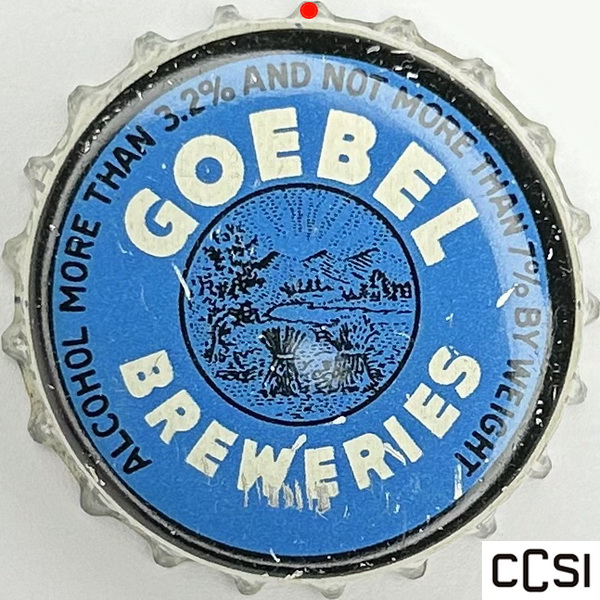 ALCOHOL MORE THAN 3.2% AND NOT MORE THAN 7% BY WEIGHT
GOEBEL
BREWERIES
CCSI